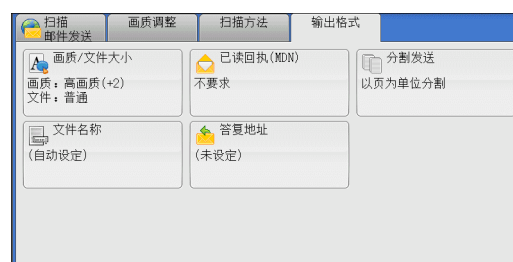 扫描
邮件发送
画质调整
扫描方法
输出格式
画质/文件大小
画质：高画质(+2)
文件：普通
已读回执(MDN)
不要求
分割发送
以页为单位分割
文件名称
(自动设定)
答复地址
(未设定)